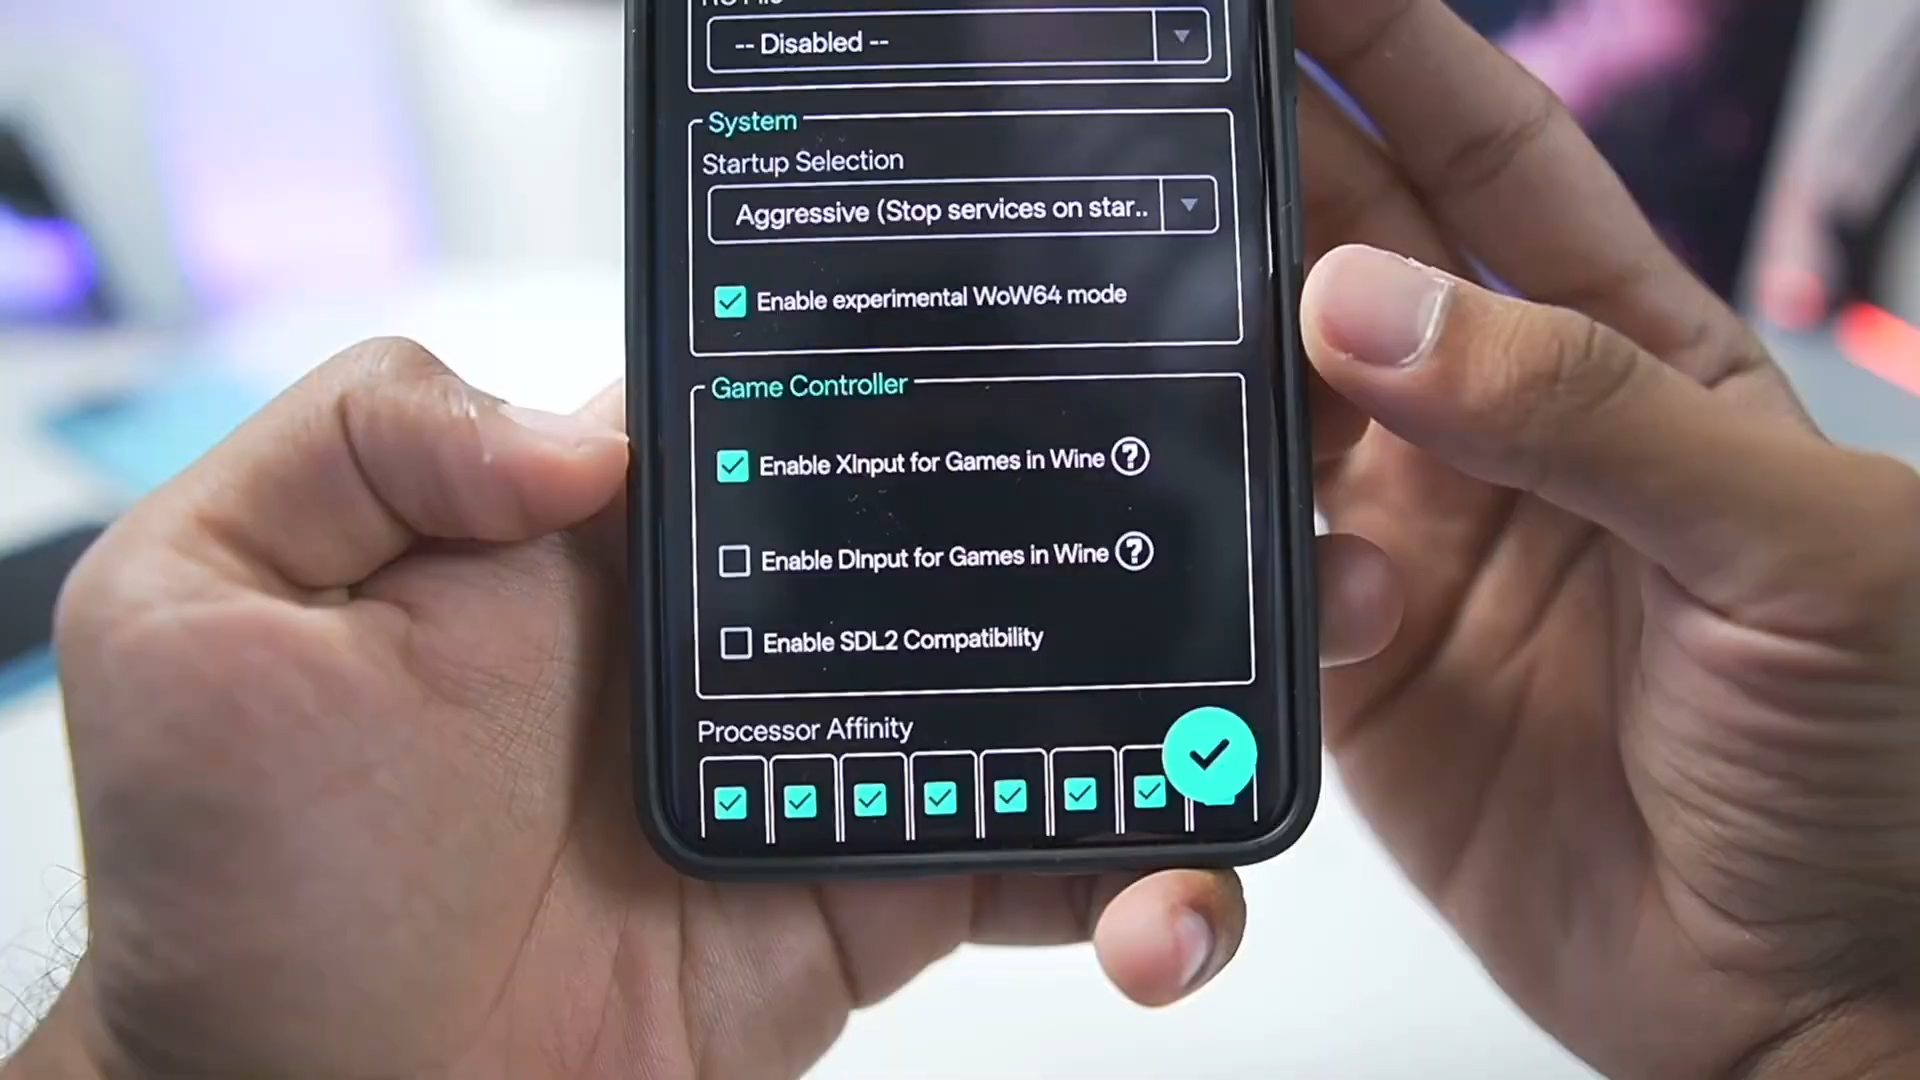 -- Disabled --
System
Startup Selection
Aggressive (Stop services on star..
Enable experimental WoW64 mode
Game Controller
Enable XInput for Games in Wine ?
Enable DInput for Games in Wine ?
Enable SDL2 Compatibility
Processor Affinity